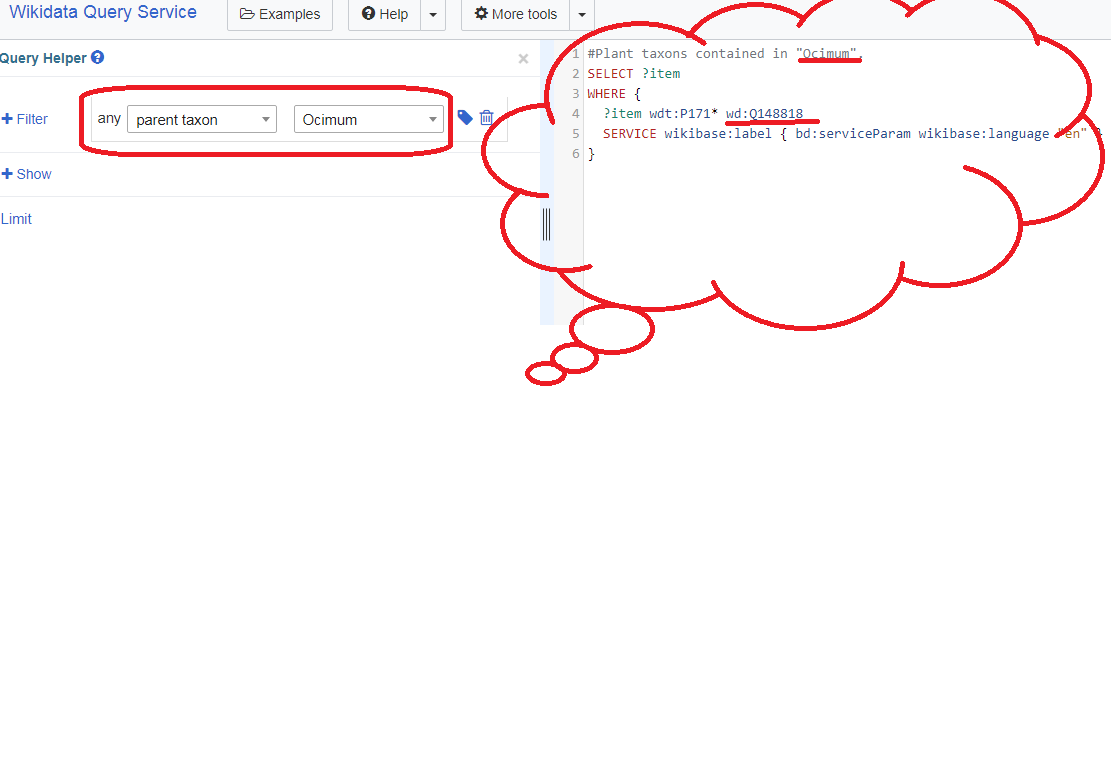 Wikidata Query Service
Examples
Help
More tools
Query Helper
Filter
any parent taxon Ocimum
Show
Limit
1 #Plant taxons contained in "Ocimum".
2 SELECT ?item
3 WHERE {
4 ?item wdt:P171* wd:Q148818
5 SERVICE wikibase:label { bd:serviceParam wikibase:language "en" }
6 }